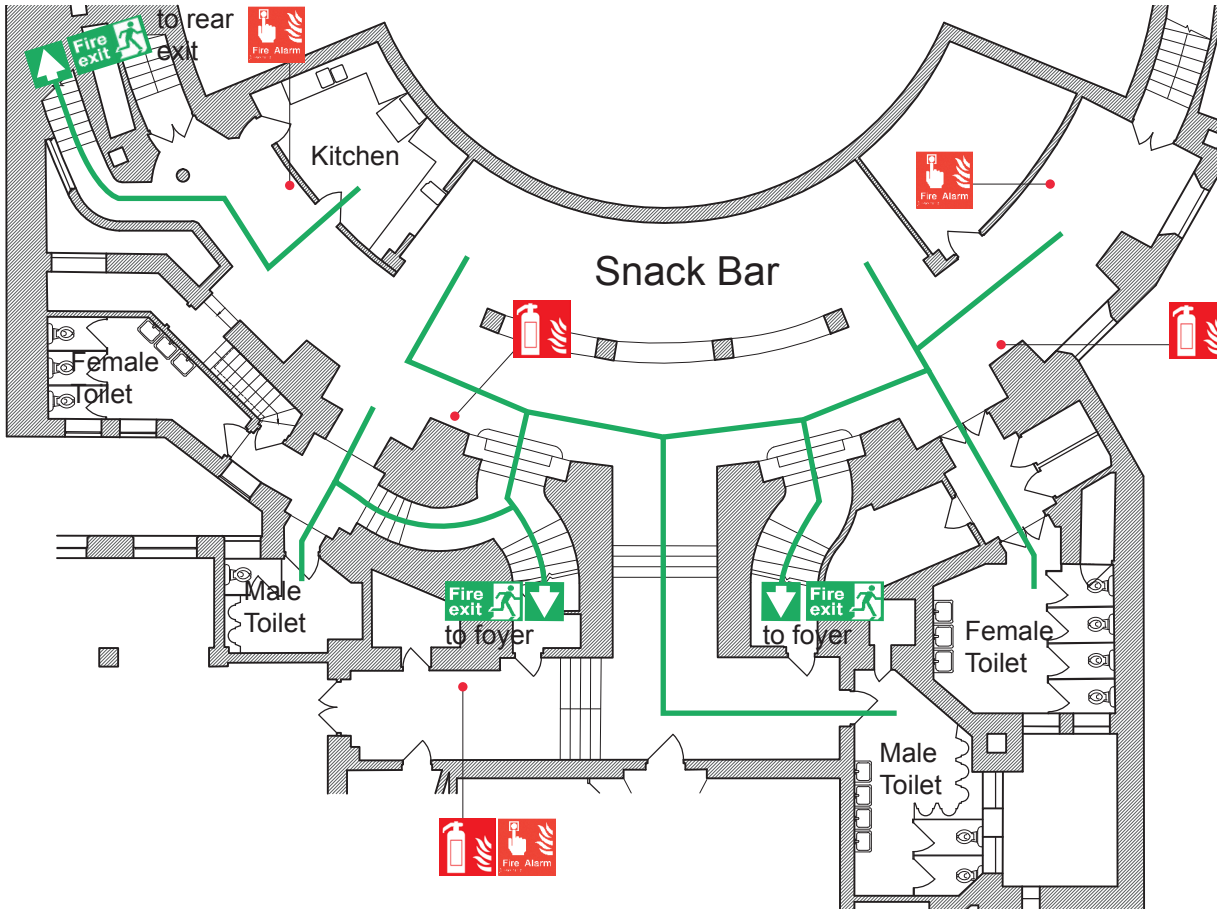 to rear
exit
Fire
exit
Fire Alarm
Kitchen
Fire Alarm
Snack Bar
Female
Toilet
Male
Toilet
Fire
exit
to foyer
Fire
exit
to foyer
Female
Toilet
Male
Toilet
Fire Alarm